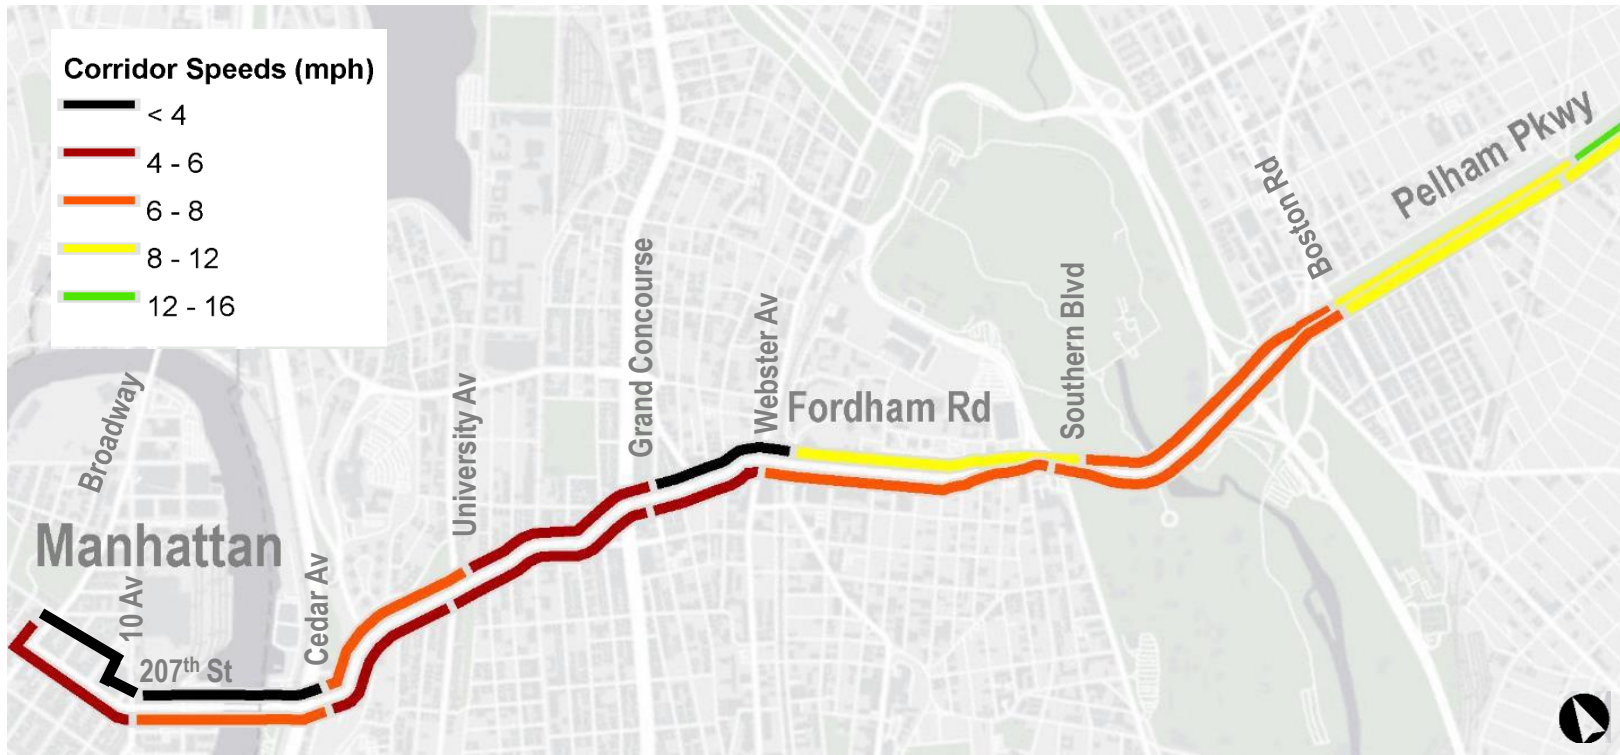 Corridor Speeds (mph)
< 4
4 - 6
6 - 8
8 - 12
12 - 16
Pelham Pkwy
Boston Rd
Southern Blvd
Webster Av
Grand Concourse
Fordham Rd
University Av
Broadway
Manhattan
Cedar Av
10 Av
207th St